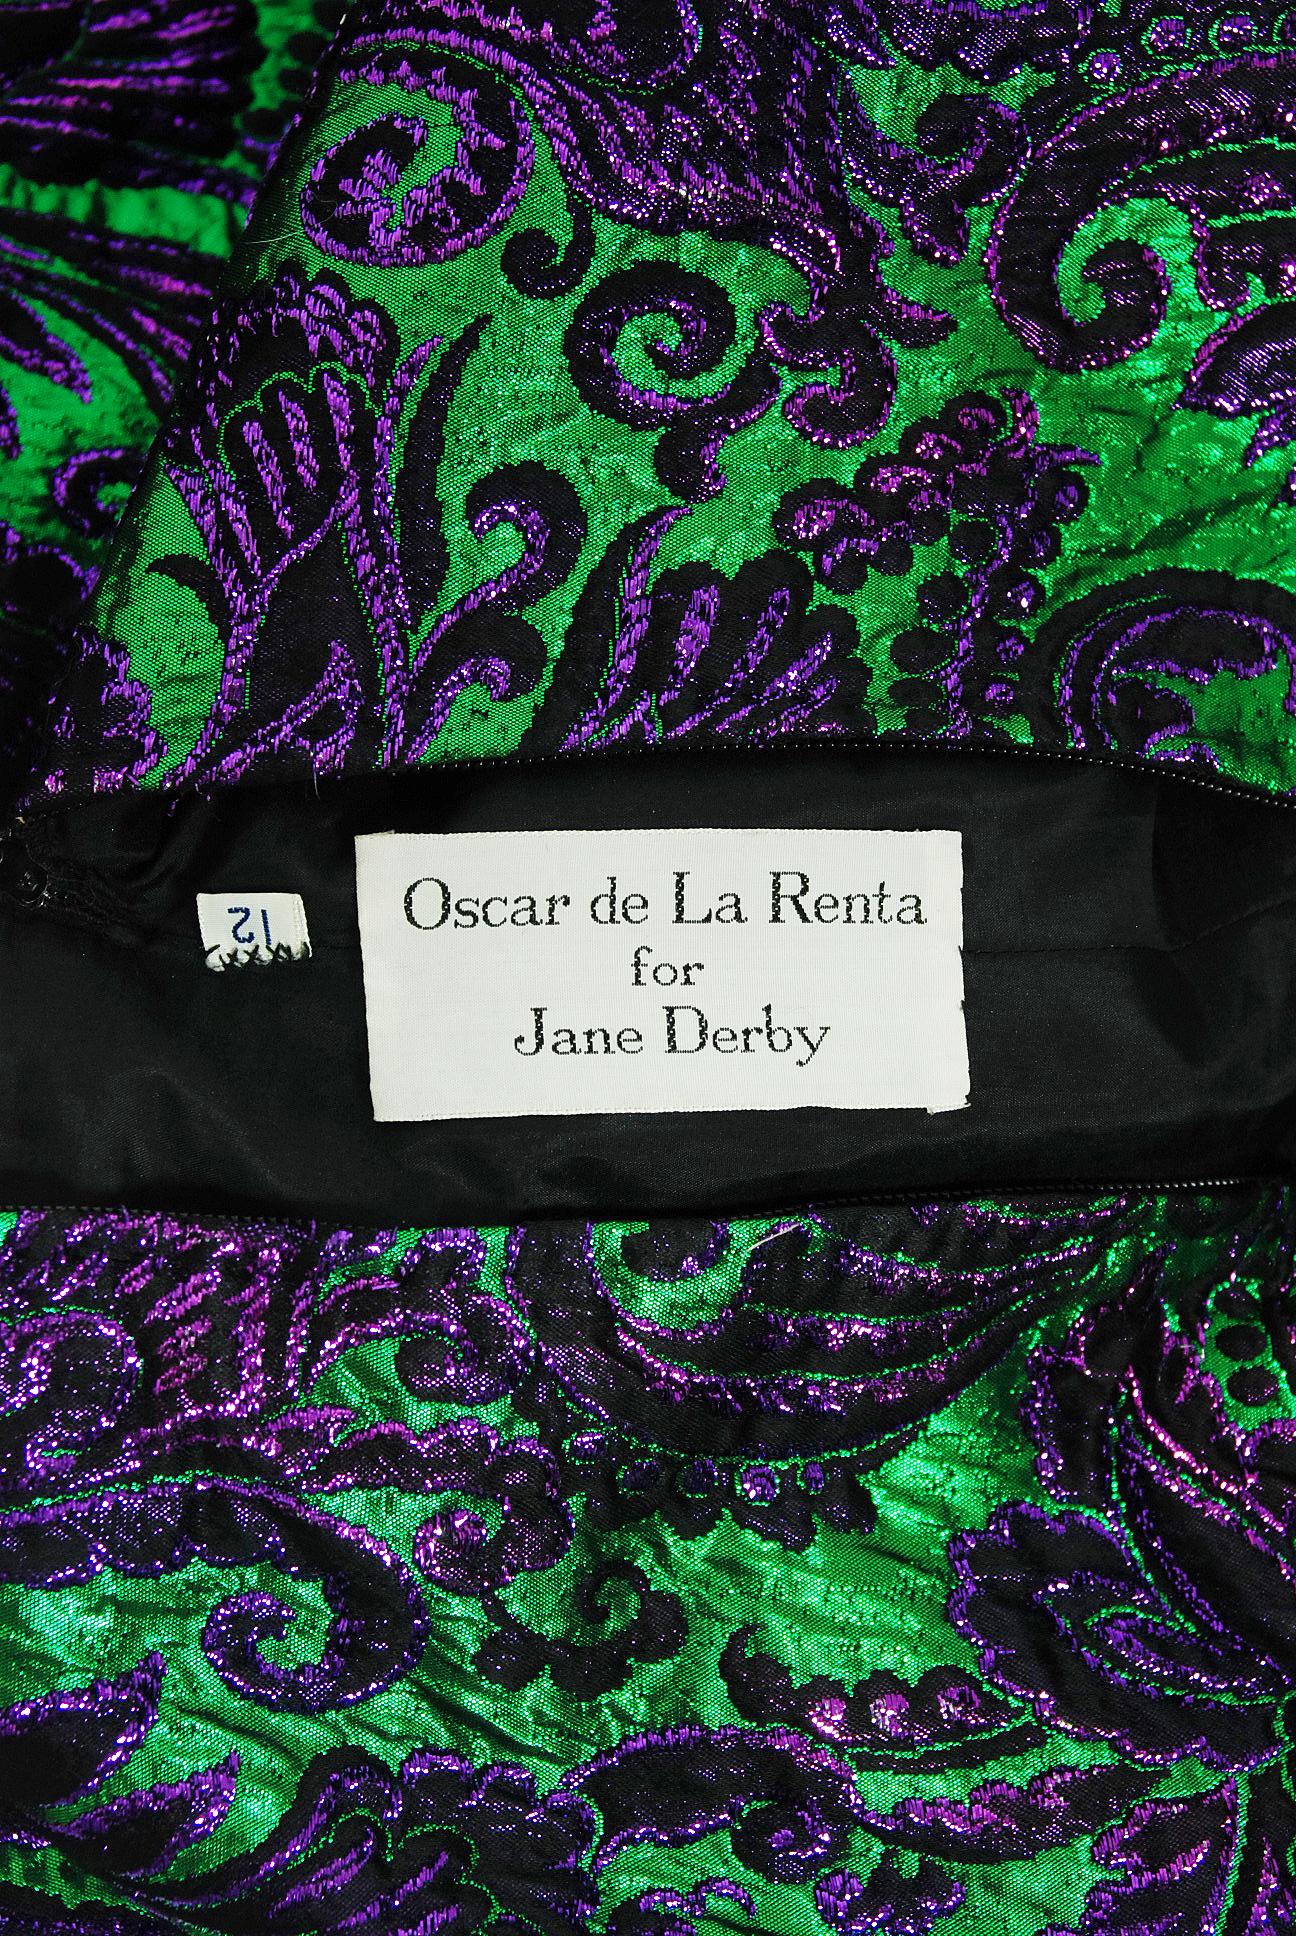 Oscar de La Renta
for
Jane Derby
12